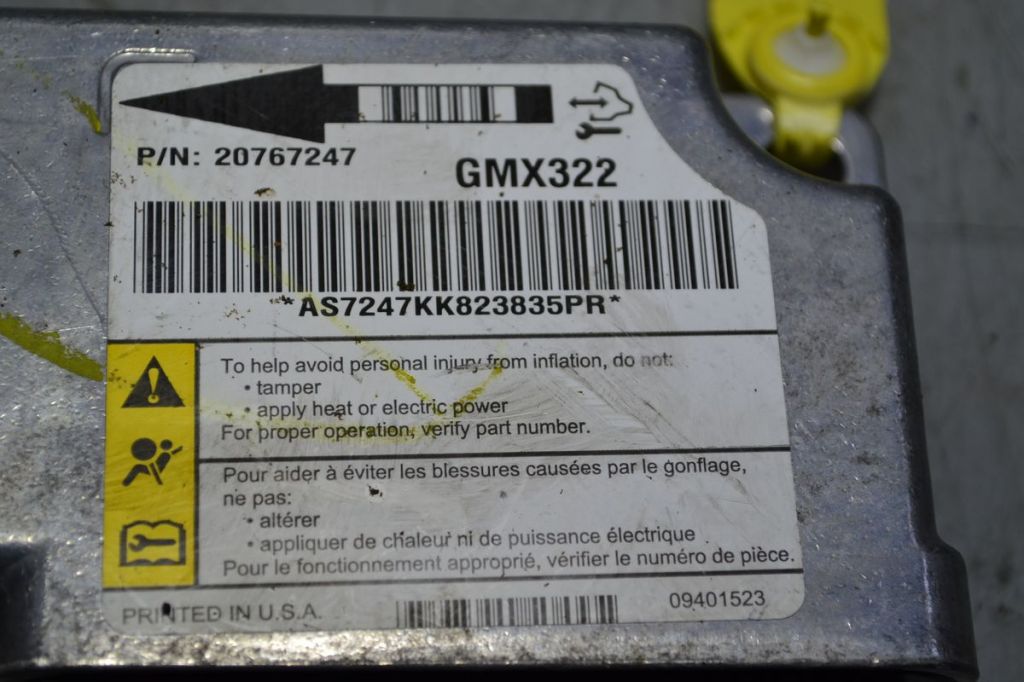 P/N: 20767247
GMX322
*AS7247KK823835PR*
To help avoid personal injury from inflation, do not:
• tamper
• apply heat or electric power
For proper operation, verify part number.
Pour aider à éviter les blessures causées par le gonflage,
ne pas:
• altérer
• appliquer de chaleur ni de puissance électrique
Pour le fonctionnement approprié, vérifier le numéro de pièce.
PRINTED IN U.S.A.
09401523